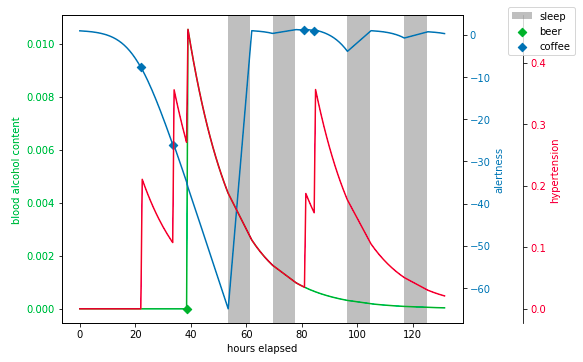 sleep
beer
coffee
0.010
0.008
0.006
0.004
0.002
0.000
blood alcohol content
0
−10
−20
−30
−40
−50
−60
alertness
0.4
0.3
0.2
0.1
0.0
hypertension
0 20 40 60 80 100 120
hours elapsed